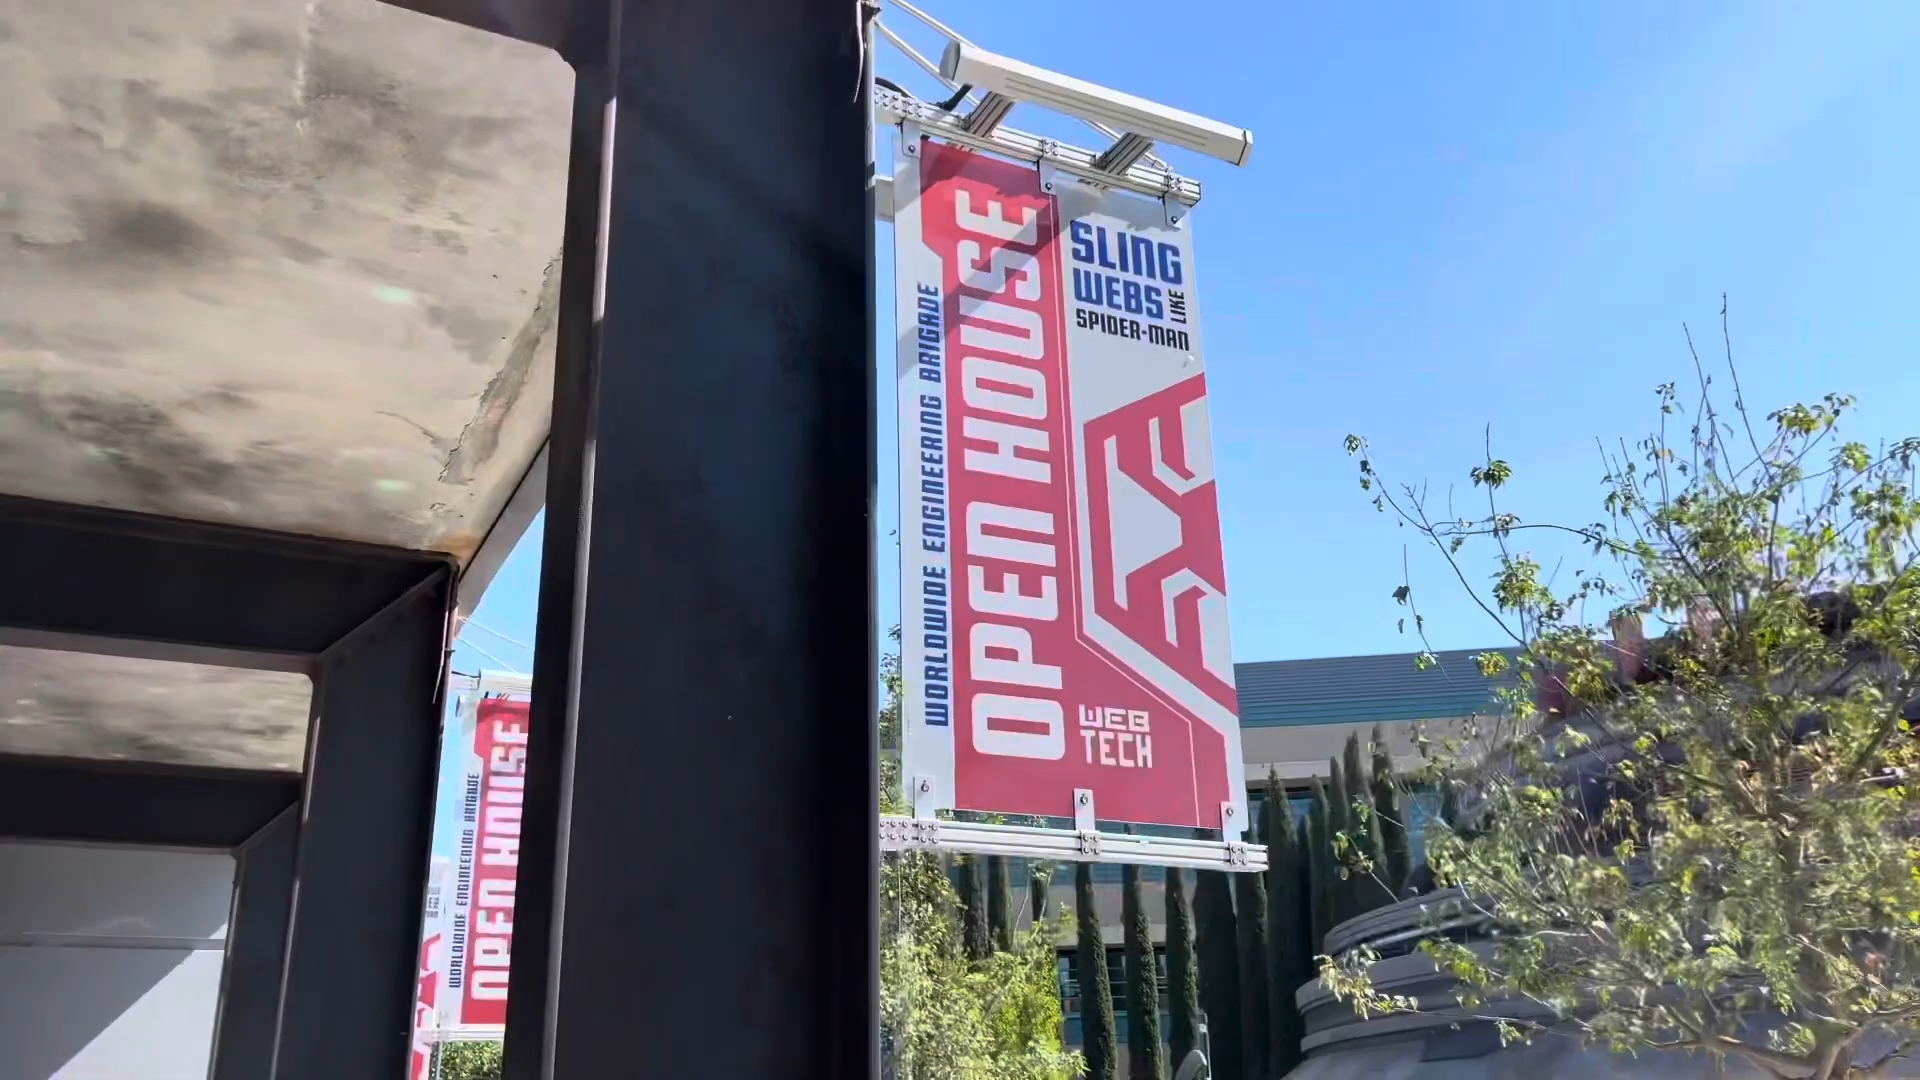 WORLDWIDE ENGINEERING BRIGADE
OPEN HOUSE
SLING
WEBS LIKE
SPIDER-MAN
WEB
TECH
WORLDWIDE ENGINEERING BRIGADE
OPEN HOUSE